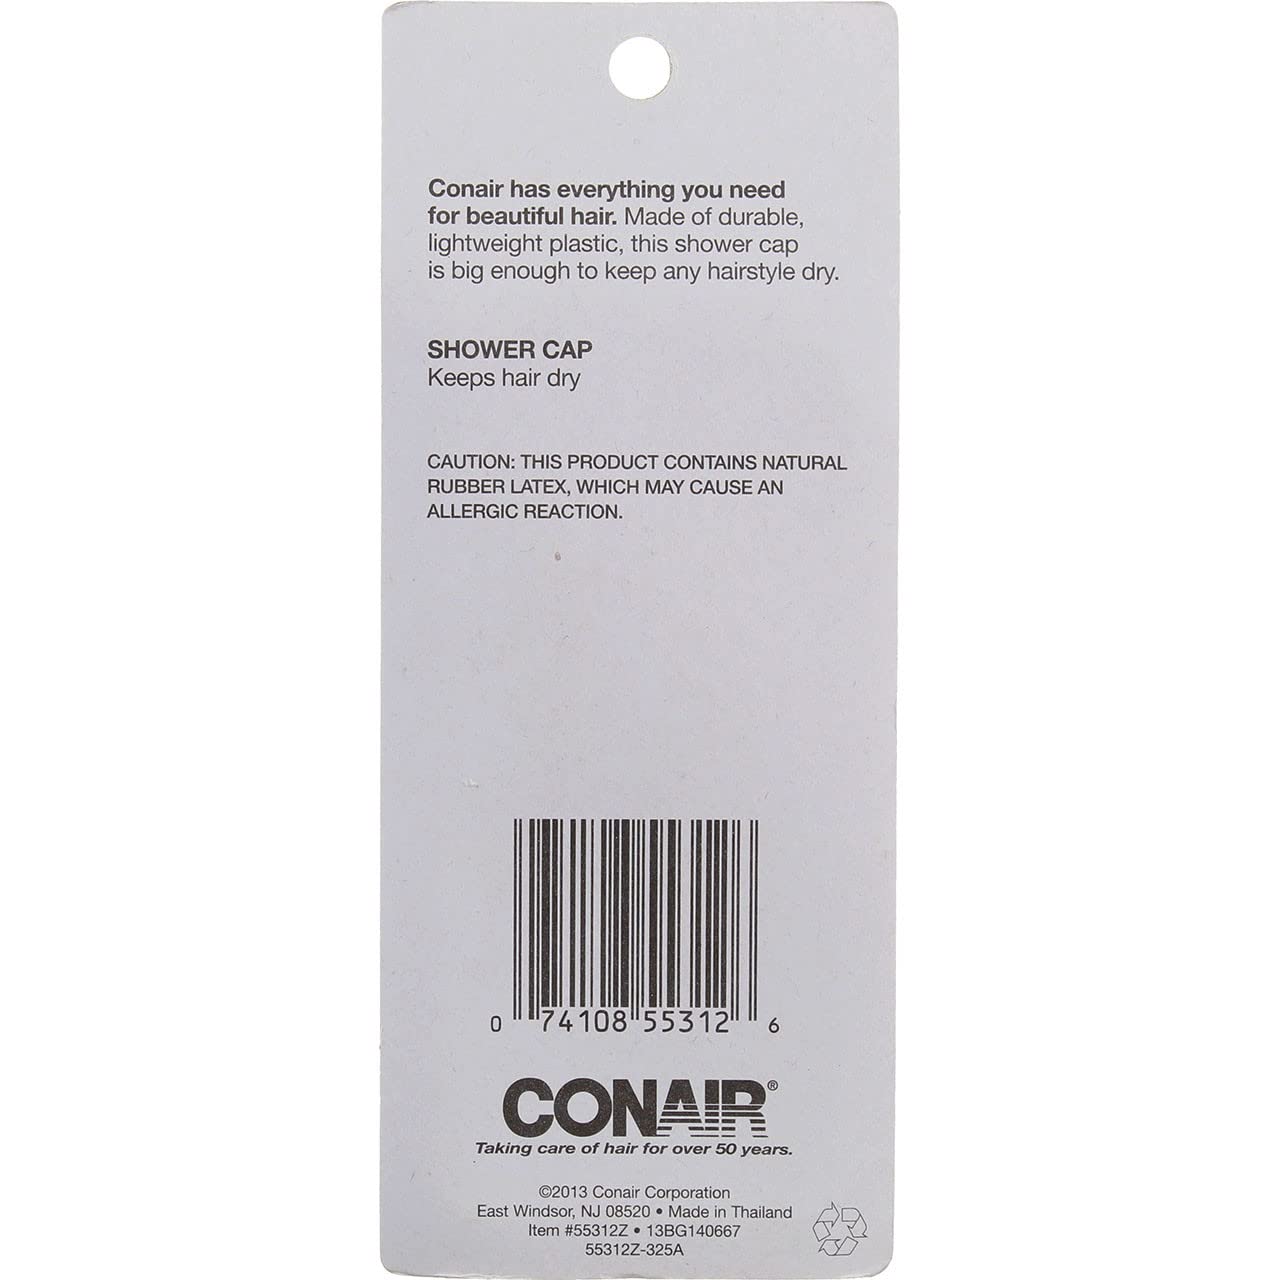 Conair has everything you need
for beautiful hair. Made of durable,
lightweight plastic, this shower cap
is big enough to keep any hairstyle dry.
SHOWER CAP
Keeps hair dry
CAUTION: THIS PRODUCT CONTAINS NATURAL
RUBBER LATEX, WHICH MAY CAUSE AN
ALLERGIC REACTION.
0 74108 55312 6
CONAIR®
Taking care of hair for over 50 years.
©2013 Conair Corporation
East Windsor, NJ 08520 • Made in Thailand
Item #55312Z • 13BG140667
55312Z-325A